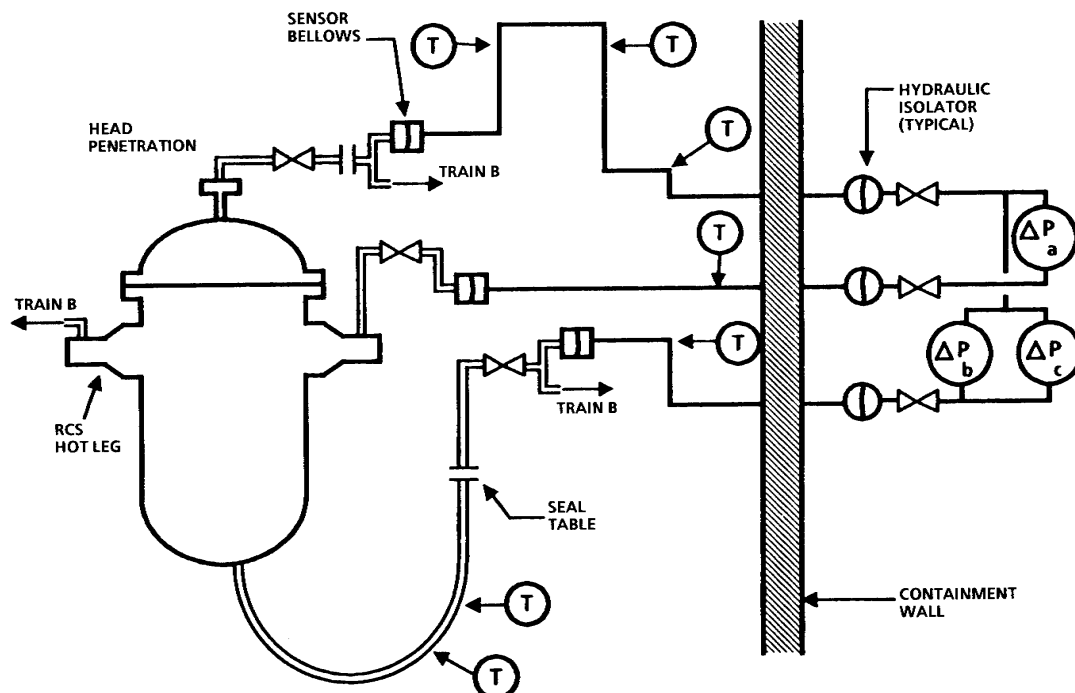 SENSOR
BELLOWS
T
T
HYDRAULIC
ISOLATOR
(TYPICAL)
HEAD
PENETRATION
T
TRAIN B
ΔP
a
T
TRAIN B
T
ΔP
b
ΔP
c
TRAIN B
RCS
HOT LEG
SEAL
TABLE
T
CONTAINMENT
WALL
T